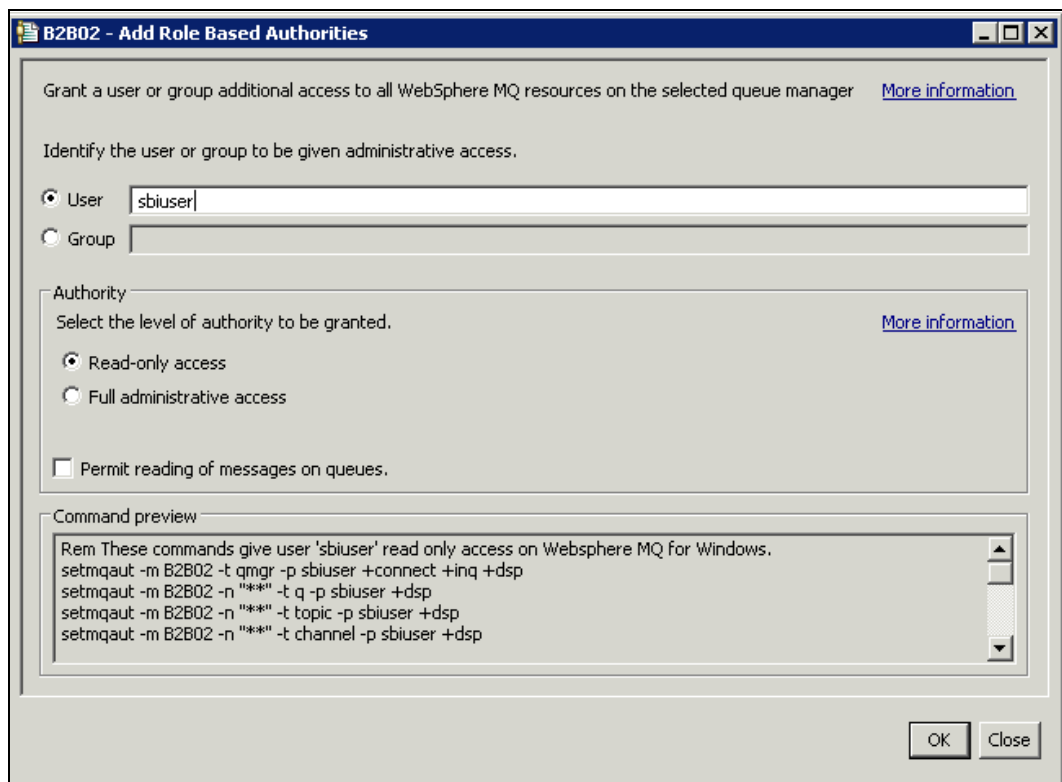 B2B02 - Add Role Based Authorities
Grant a user or group additional access to all WebSphere MQ resources on the selected queue manager More information
Identify the user or group to be given administrative access.
User sbiuser
Group
Authority
Select the level of authority to be granted. More information
Read-only access
Full administrative access
Permit reading of messages on queues.
Command preview
Rem These commands give user 'sbiuser' read only access on Websphere MQ for Windows.
setmqaut -m B2B02 -t qmgr -p sbiuser +connect +inq +dsp
setmqaut -m B2B02 -n "**" -t q -p sbiuser +dsp
setmqaut -m B2B02 -n "**" -t topic -p sbiuser +dsp
setmqaut -m B2B02 -n "**" -t channel -p sbiuser +dsp
OK Close